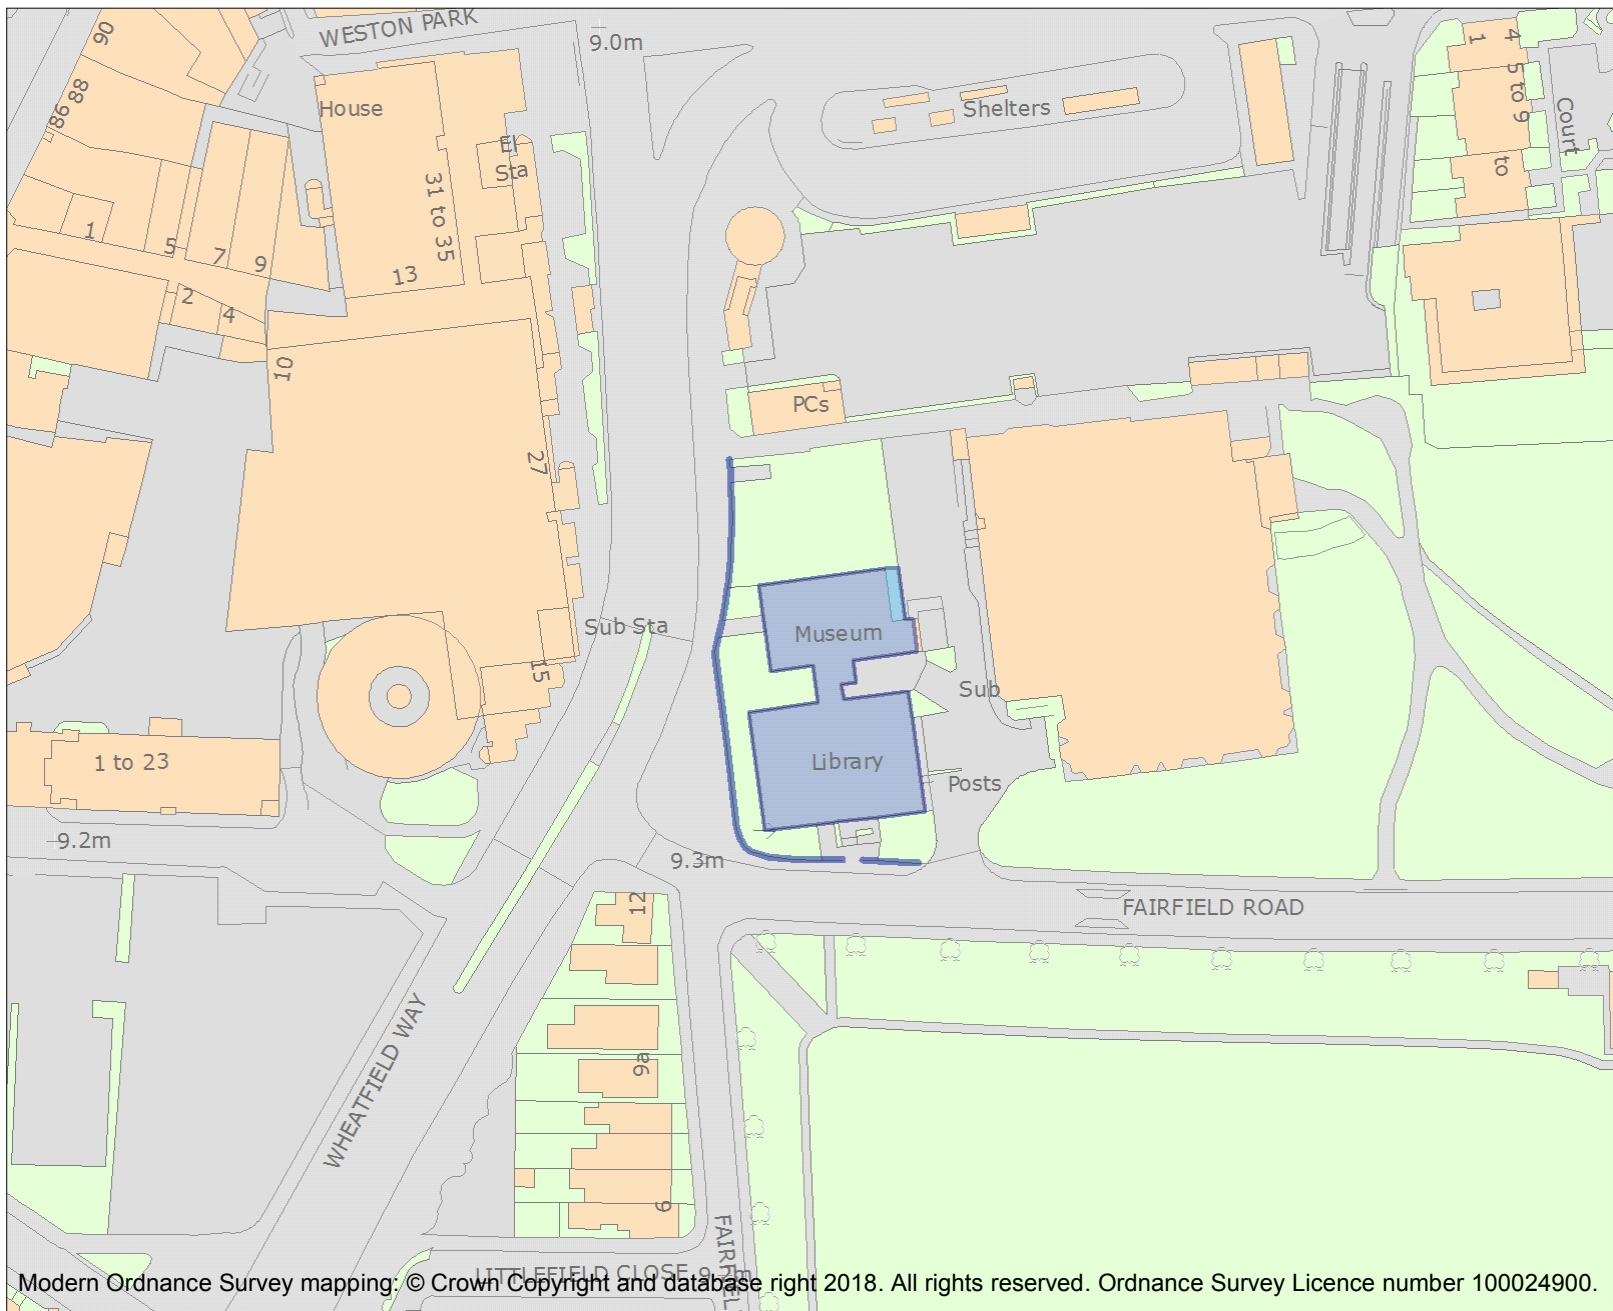 WESTON PARK
9.0m
90
88
86
House
El
Sta
Shelters
1
4
5 to 9
to
Court
31 to 35
1
5
7
9
13
2
4
10
PCs
27
Sub Sta
Museum
15
Sub
1 to 23
Library
Posts
9.2m
9.3m
12
FAIRFIELD ROAD
WHEATFIELD WAY
9a
6
FAIRFIEL
LITTLEFIELD CLOSE
Modern Ordnance Survey mapping: © Crown Copyright and database right 2018. All rights reserved. Ordnance Survey Licence number 100024900.